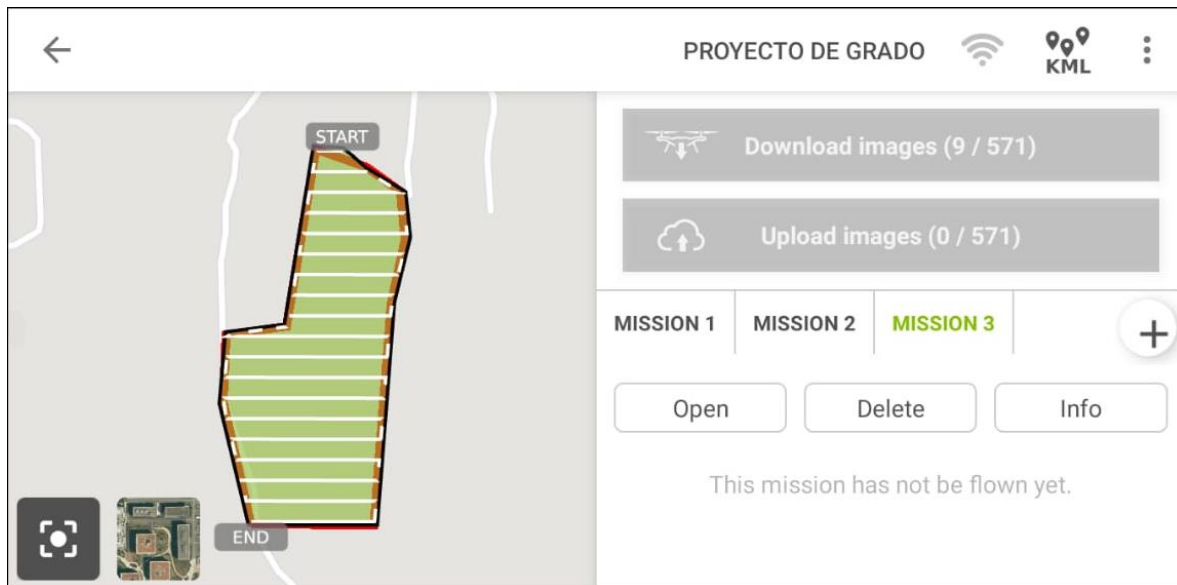 PROYECTO DE GRADO
KML
START
Download images (9 / 571)
Upload images (0 / 571)
MISSION 1 MISSION 2 MISSION 3 +
Open Delete Info
This mission has not be flown yet.
END